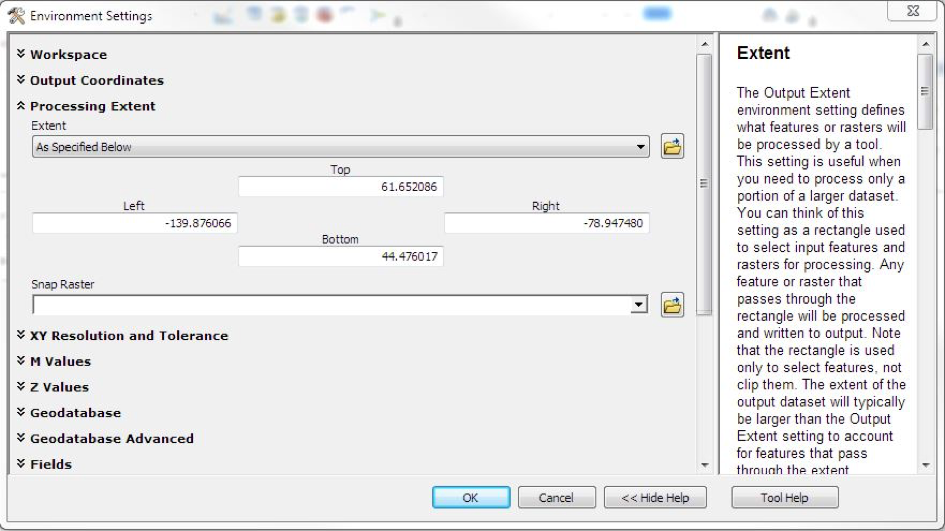 Environment Settings
Workspace
Output Coordinates
Processing Extent
Extent
As Specified Below
Top
61.652086
Left
Right
-139.876066
-78.947480
Bottom
44.476017
Snap Raster
XY Resolution and Tolerance
M Values
Z Values
Geodatabase
Geodatabase Advanced
Fields
OK
Cancel
<< Hide Help
Tool Help
Extent
The Output Extent
environment setting defines
what features or rasters will
be processed by a tool.
This setting is useful when
you need to process only a
portion of a larger dataset.
You can think of this
setting as a rectangle used
to select input features and
rasters for processing. Any
feature or raster that
passes through the
rectangle will be processed
and written to output. Note
that the rectangle is used
only to select features, not
clip them. The extent of the
output dataset will typically
be larger than the Output
Extent setting to account
for features that pass
through the extent